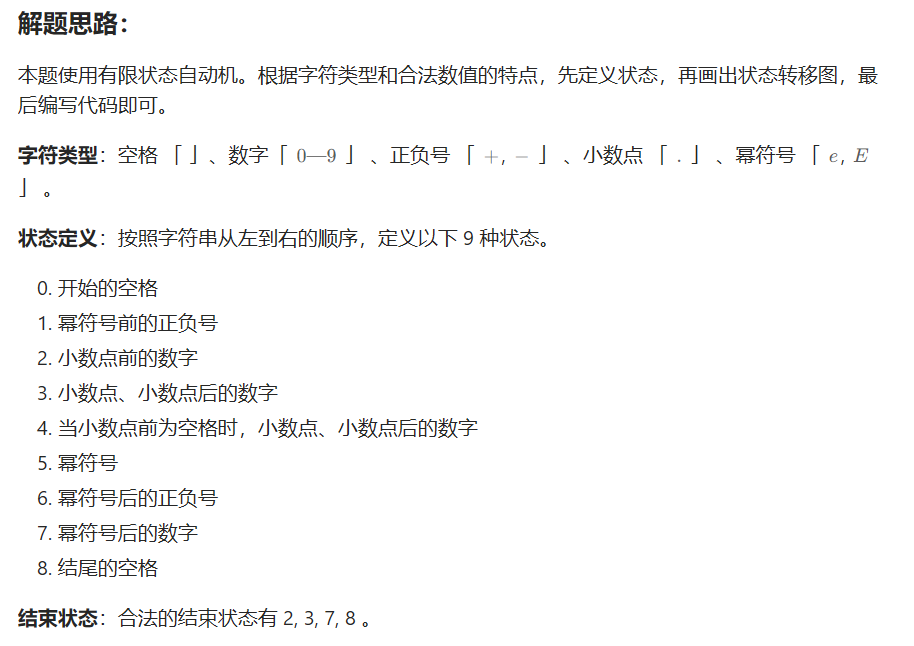 解题思路：
本题使用有限状态自动机。根据字符类型和合法数值的特点，先定义状态，再画出状态转移图，最
后编写代码即可。
字符类型：空格「 」、数字「 0—9 」 、正负号 「 +, − 」 、小数点 「 . 」 、幂符号 「 e, E
」 。
状态定义：按照字符串从左到右的顺序，定义以下 9 种状态。
0. 开始的空格
1. 幂符号前的正负号
2. 小数点前的数字
3. 小数点、小数点后的数字
4. 当小数点前为空格时，小数点、小数点后的数字
5. 幂符号
6. 幂符号后的正负号
7. 幂符号后的数字
8. 结尾的空格
结束状态：合法的结束状态有 2, 3, 7, 8 。